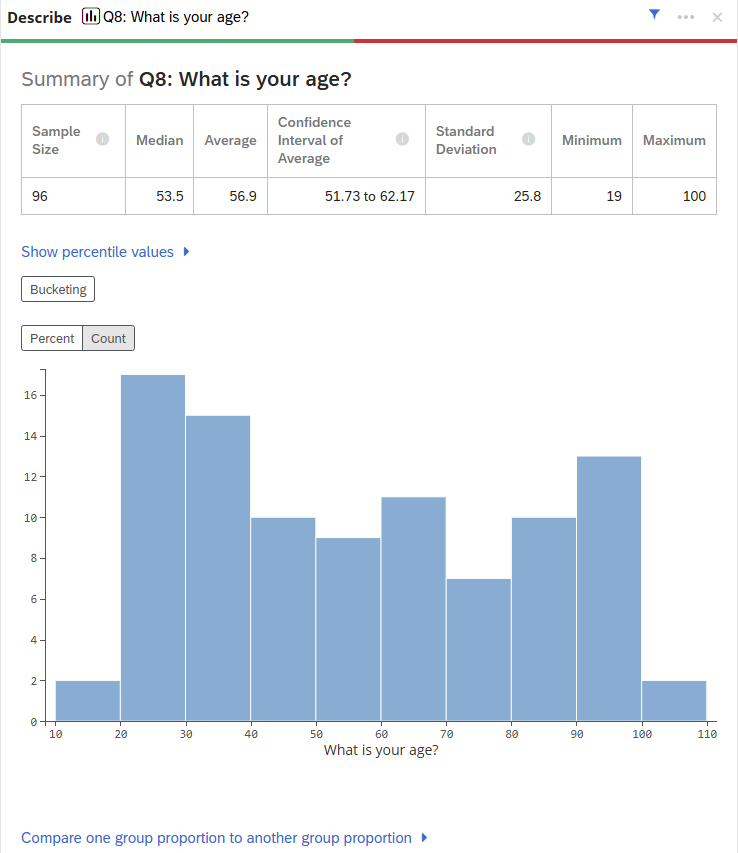 Describe Q8: What is your age?
Summary of Q8: What is your age?
Sample Size Median Average Confidence Interval of Average Standard Deviation Minimum Maximum
96 53.5 56.9 51.73 to 62.17 25.8 19 100
Show percentile values
Bucketing
Percent Count
16
14
12
10
8
6
4
2
0
10 20 30 40 50 60 70 80 90 100 110
What is your age?
Compare one group proportion to another group proportion